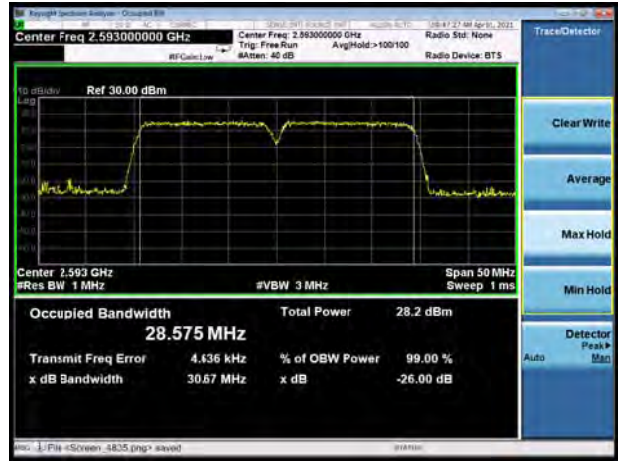 Keysight Spectrum Analyzer - Occupied BW
Center Freq 2.593000000 GHz
Center Freq: 2.593000000 GHz
Radio Std: None
Trace/Detector
Trig: Free Run
Avg|Hold:>100/100
#IFGain:Low
#Atten: 40 dB
Radio Device: BTS
10 dB/div
Ref 30.00 dBm
Log
Clear Write
Average
Max Hold
Min Hold
Center 2.593 GHz
Span 50 MHz
#Res BW 1 MHz
#VBW 3 MHz
Sweep 1 ms
Occupied Bandwidth
Total Power
28.2 dBm
28.575 MHz
Detector
Peak▶
Auto
Man
Transmit Freq Error
4.636 kHz
% of OBW Power
99.00 %
x dB Bandwidth
30.67 MHz
x dB
-26.00 dB
MSG
File <Screen_4835.png> saved
STATUS